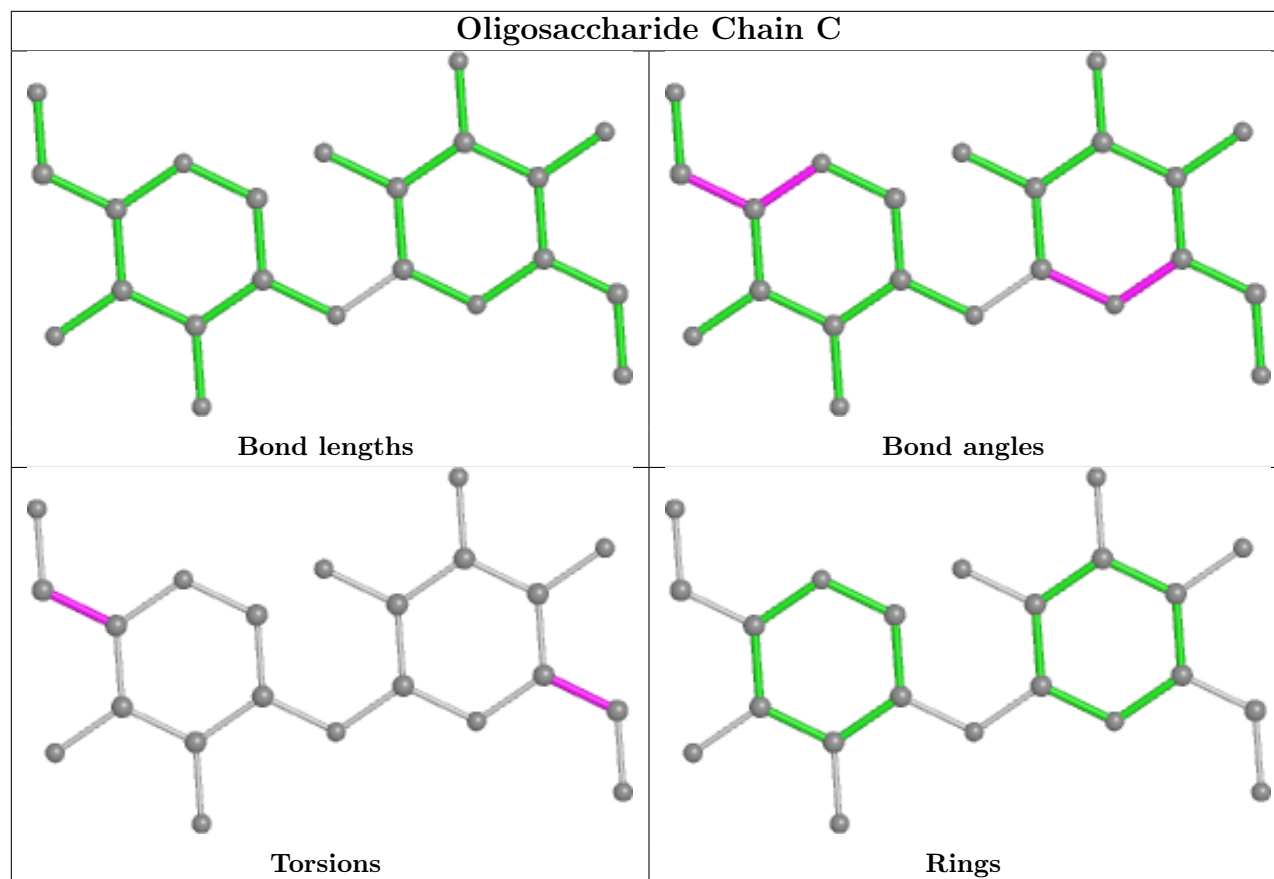 Oligosaccharide Chain C
Bond lengths
Bond angles
Torsions
Rings